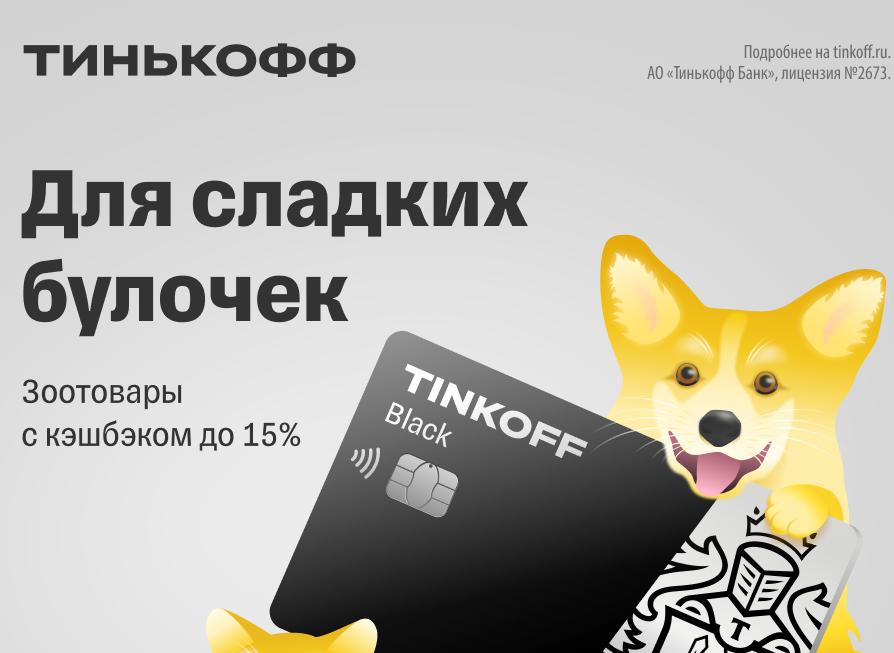 ТИНЬКОФФ
Подробнее на tinkoff.ru.
АО «Тинькофф Банк», лицензия №2673.
Для сладких
булочек
Зоотовары
с кэшбэком до 15%
TINKOFF
Black
T